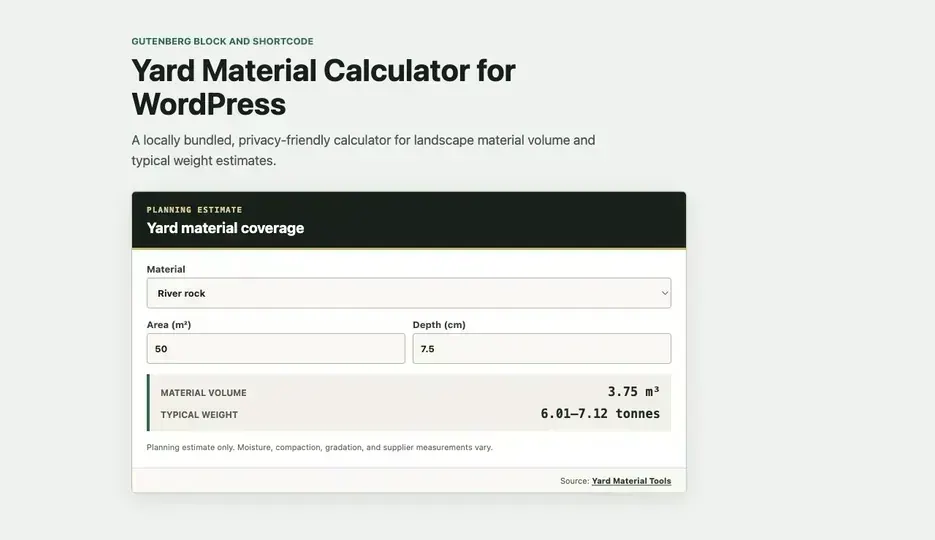 GUTENBERG BLOCK AND SHORTCODE
Yard Material Calculator for
WordPress
A locally bundled, privacy-friendly calculator for landscape material volume and
typical weight estimates.
PLANNING ESTIMATE
Yard material coverage
Material
River rock
Area (m²) Depth (cm)
50 7.5
MATERIAL VOLUME 3.75 m³
TYPICAL WEIGHT 6.01–7.12 tonnes
Planning estimate only. Moisture, compaction, gradation, and supplier measurements vary.
Source: Yard Material Tools